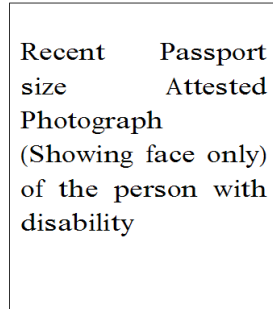 Recent Passport
size Attested
Photograph
(Showing face only)
of the person with
disability